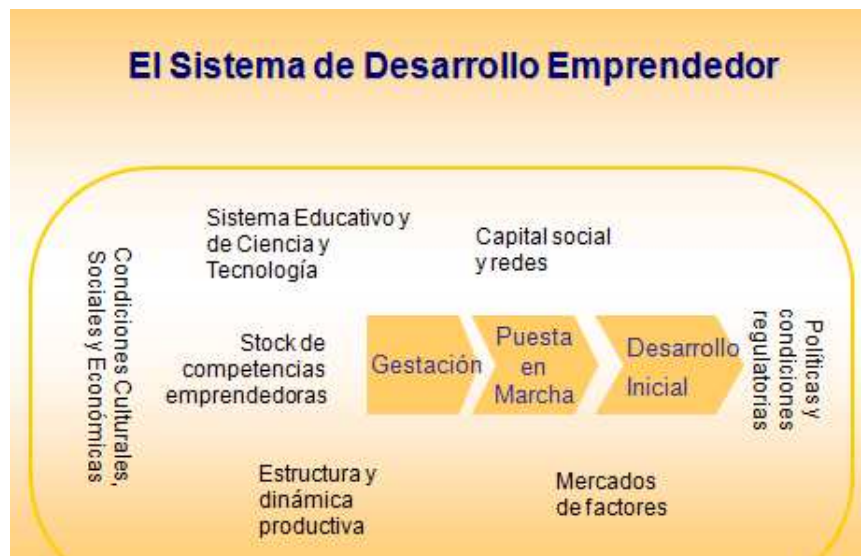 El Sistema de Desarrollo Emprendedor
Sistema Educativo y
de Ciencia y
Tecnología
Capital social
y redes
Condiciones Culturales,
Sociales y Económicas
Stock de
competencias
emprendedoras
Gestación
Puesta
en
Marcha
Desarrollo
Inicial
Políticas y
condiciones
regulatorias
Estructura y
dinámica
productiva
Mercados
de factores